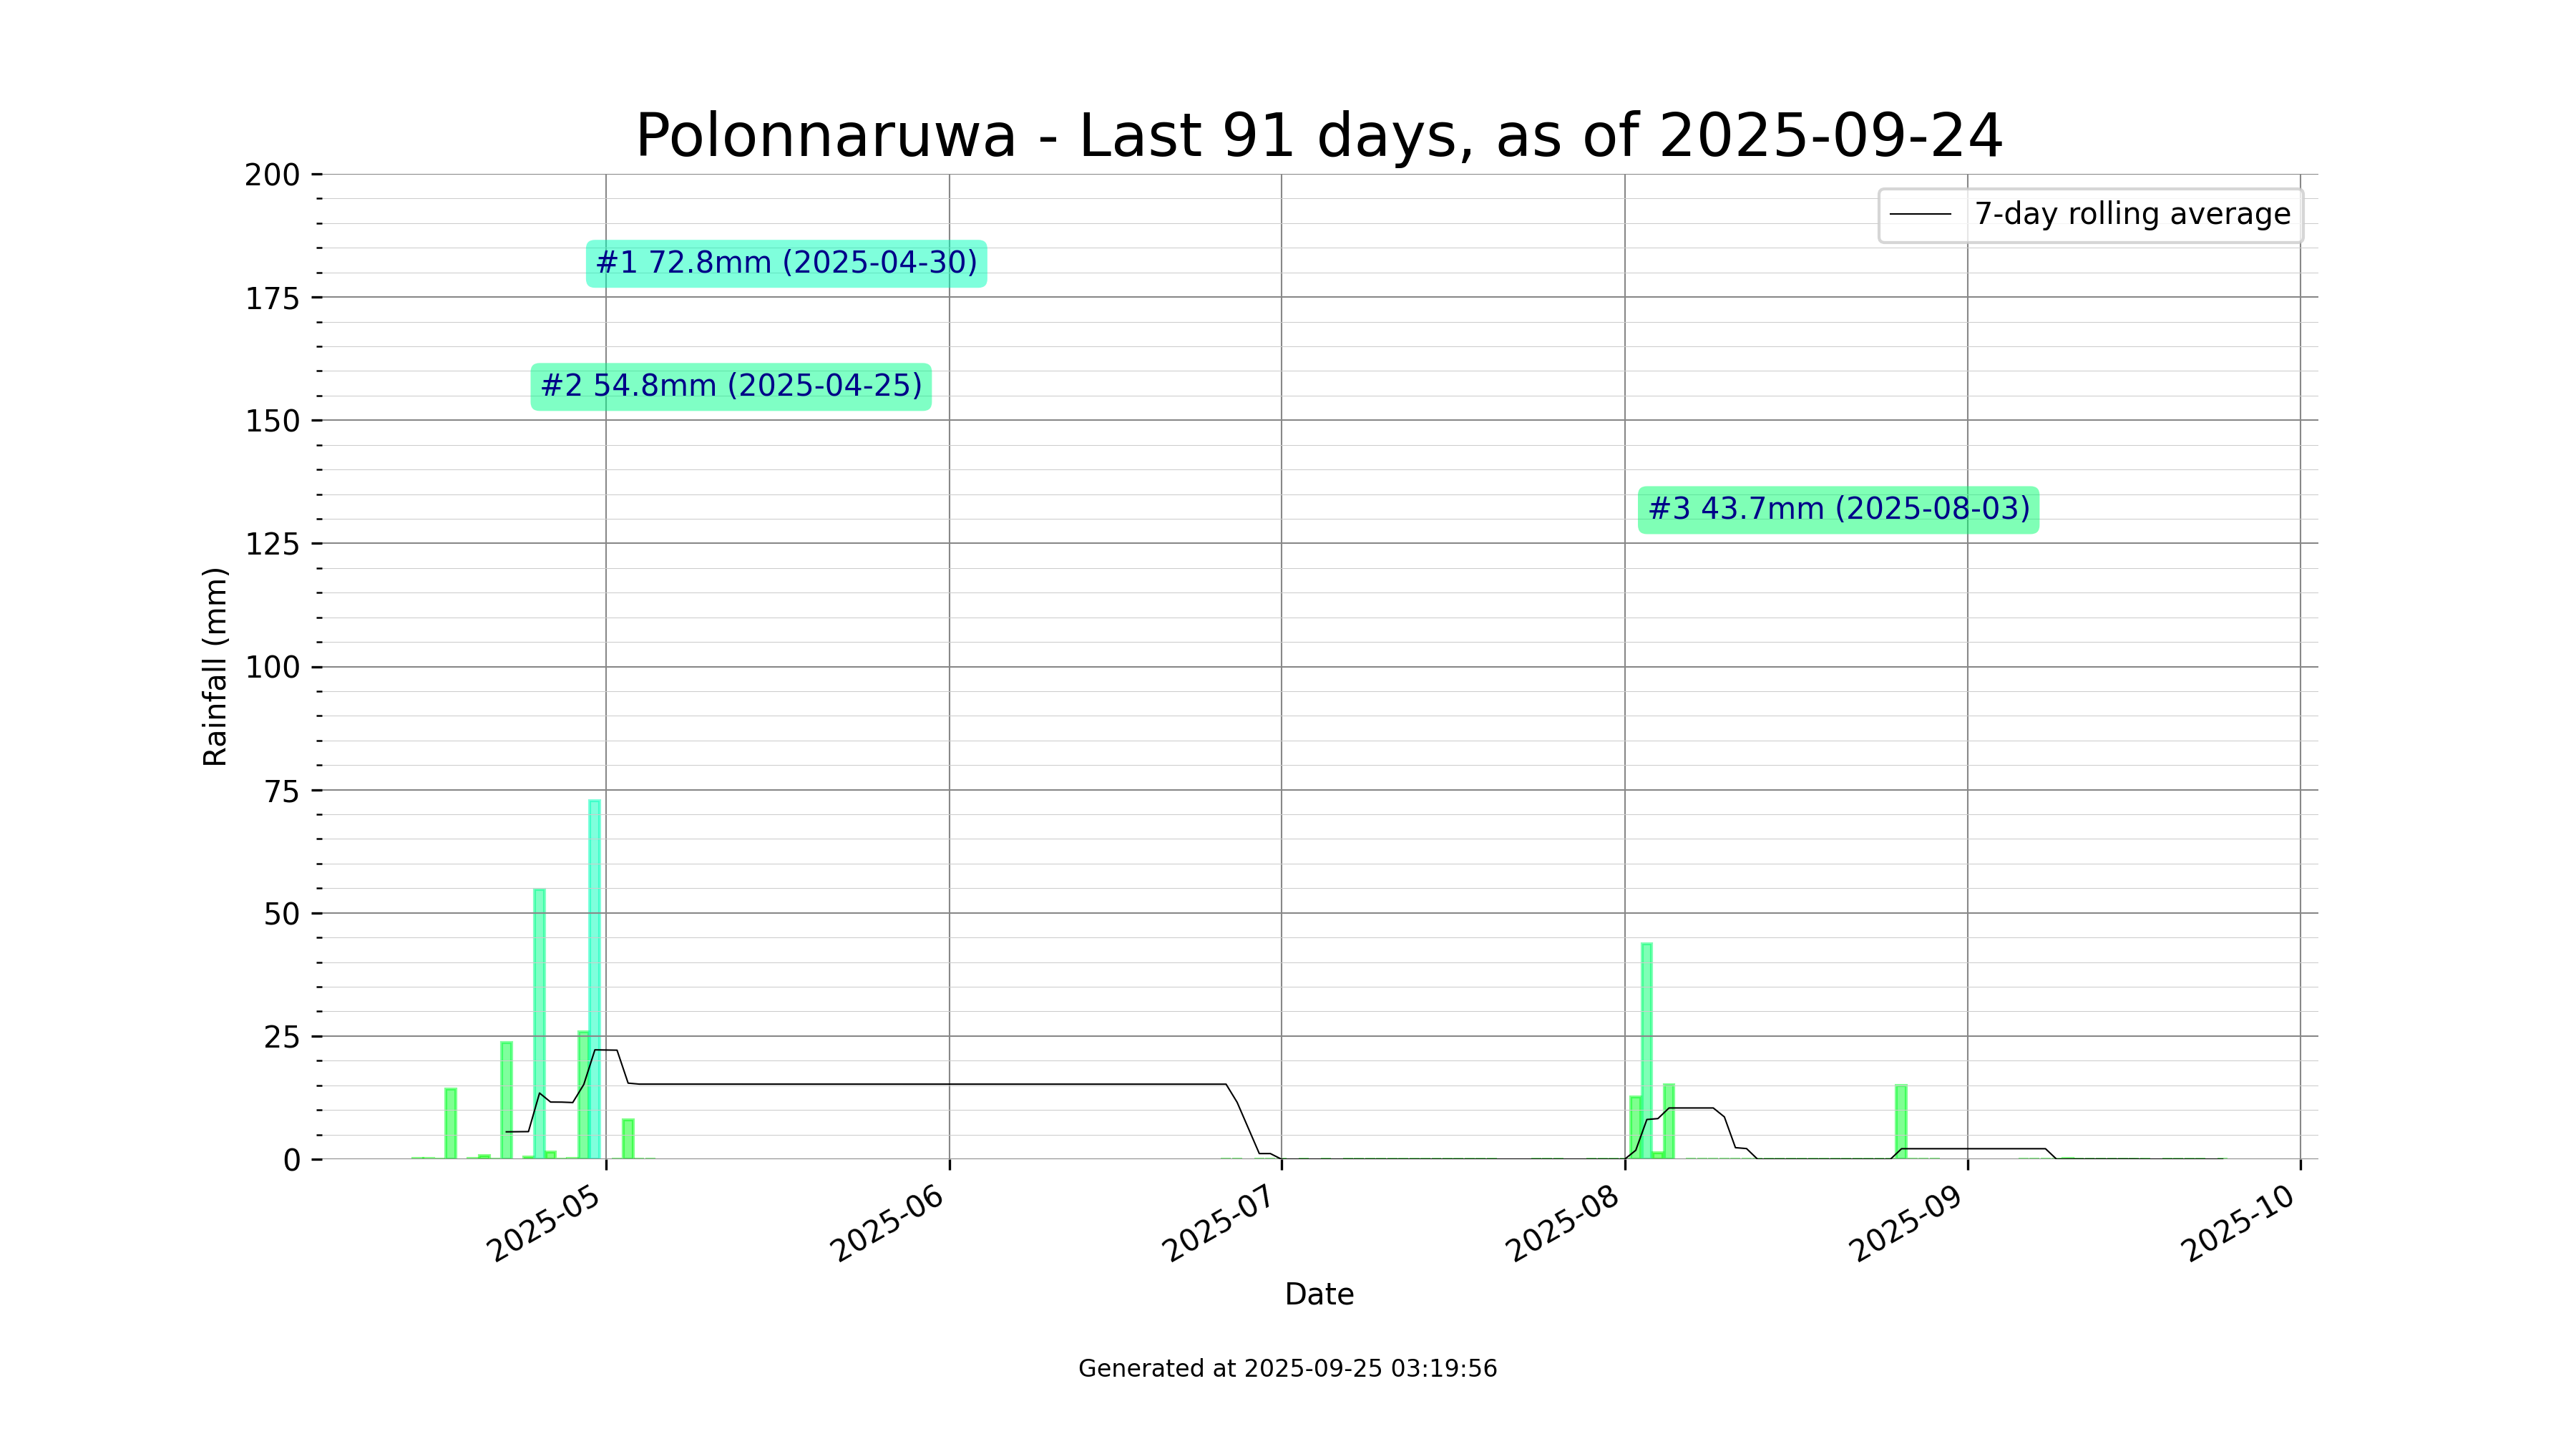 Polonnaruwa - Last 91 days, as of 2025-09-24
200
175
150
125
100
75
50
25
0
Rainfall (mm)
7-day rolling average
#1 72.8mm (2025-04-30)
#2 54.8mm (2025-04-25)
#3 43.7mm (2025-08-03)
2025-05
2025-06
2025-07
2025-08
2025-09
2025-10
Date
Generated at 2025-09-25 03:19:56